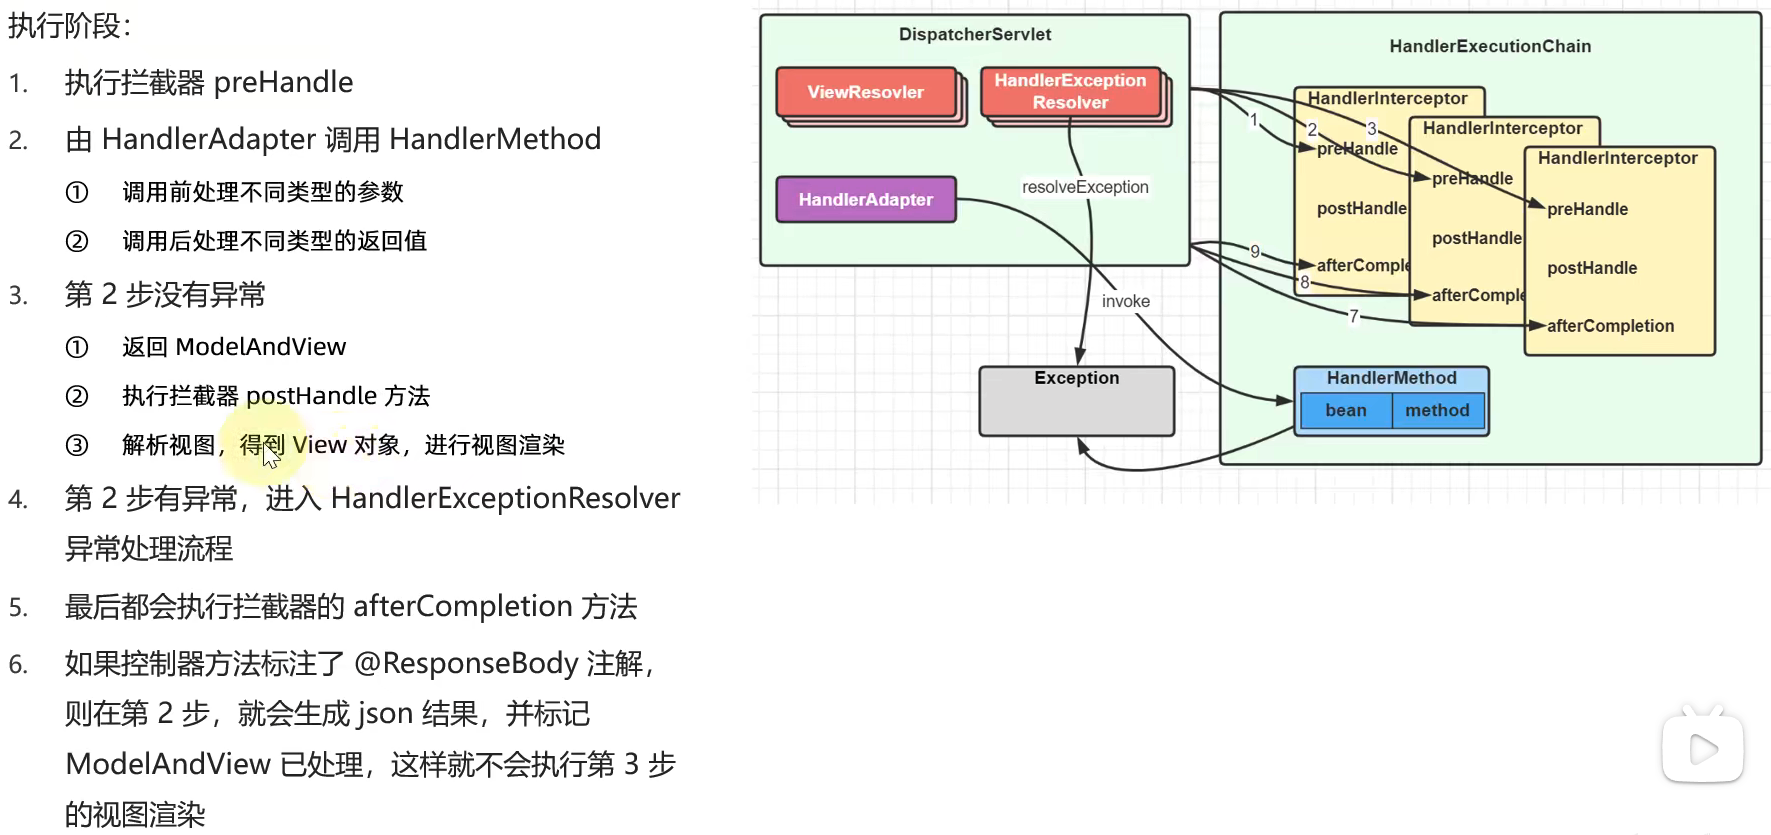 执行阶段：
1. 执行拦截器 preHandle
2. 由 HandlerAdapter 调用 HandlerMethod
① 调用前处理不同类型的参数
② 调用后处理不同类型的返回值
3. 第 2 步没有异常
① 返回 ModelAndView
② 执行拦截器 postHandle 方法
③ 解析视图，得到 View 对象，进行视图渲染
4. 第 2 步有异常，进入 HandlerExceptionResolver
异常处理流程
5. 最后都会执行拦截器的 afterCompletion 方法
6. 如果控制器方法标注了 @ResponseBody 注解，
则在第 2 步，就会生成 json 结果，并标记
ModelAndView 已处理，这样就不会执行第 3 步
的视图渲染
DispatcherServlet
ViewResovler
HandlerException
Resolver
HandlerAdapter
resolveException
invoke
Exception
HandlerExecutionChain
HandlerInterceptor
preHandle
postHandle
afterComple
HandlerInterceptor
preHandle
postHandle
afterComple
HandlerInterceptor
preHandle
postHandle
afterCompletion
1
2
3
9
8
7
HandlerMethod
bean
method